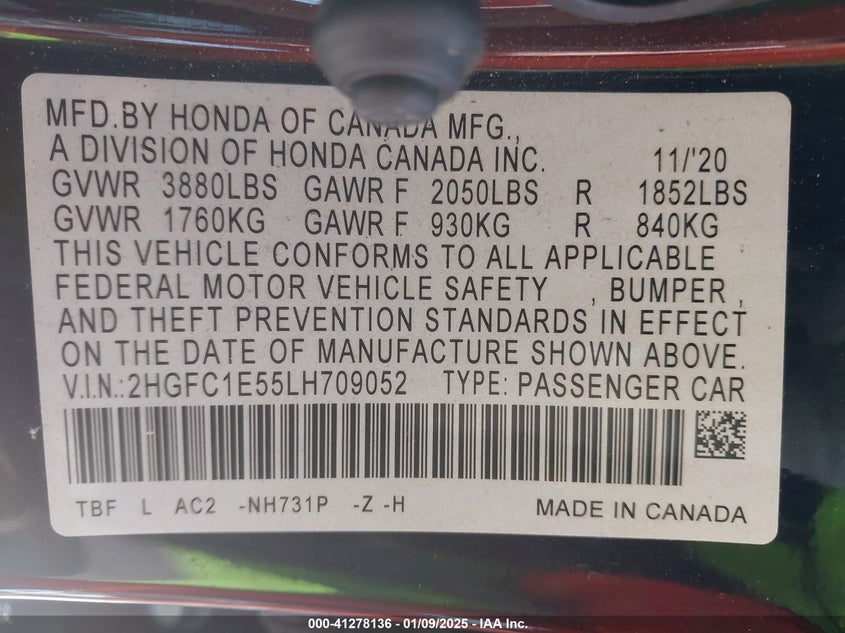 MFD.BY HONDA OF CANADA MFG.,
A DIVISION OF HONDA CANADA INC. 11/'20
GVWR 3880LBS GAWR F 2050LBS R 1852LBS
GVWR 1760KG GAWR F 930KG R 840KG
THIS VEHICLE CONFORMS TO ALL APPLICABLE
FEDERAL MOTOR VEHICLE SAFETY , BUMPER ,
AND THEFT PREVENTION STANDARDS IN EFFECT
ON THE DATE OF MANUFACTURE SHOWN ABOVE.
V.I.N.:2HGFC1E55LH709052 TYPE: PASSENGER CAR
TBF L AC2 -NH731P -Z -H MADE IN CANADA
000-41278136 - 01/09/2025 - IAA Inc.